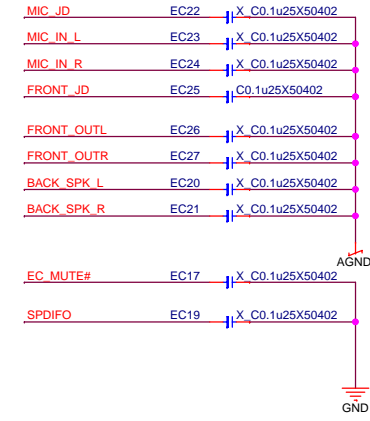 MIC_JD EC22 X_C0.1u25X50402
MIC_IN_L EC23 X_C0.1u25X50402
MIC_IN_R EC24 X_C0.1u25X50402
FRONT_JD EC25 C0.1u25X50402
FRONT_OUTL EC26 X_C0.1u25X50402
FRONT_OUTR EC27 X_C0.1u25X50402
BACK_SPK_L EC20 X_C0.1u25X50402
BACK_SPK_R EC21 X_C0.1u25X50402
AGND
EC_MUTE# EC17 X_C0.1u25X50402
SPDIFO EC19 X_C0.1u25X50402
GND